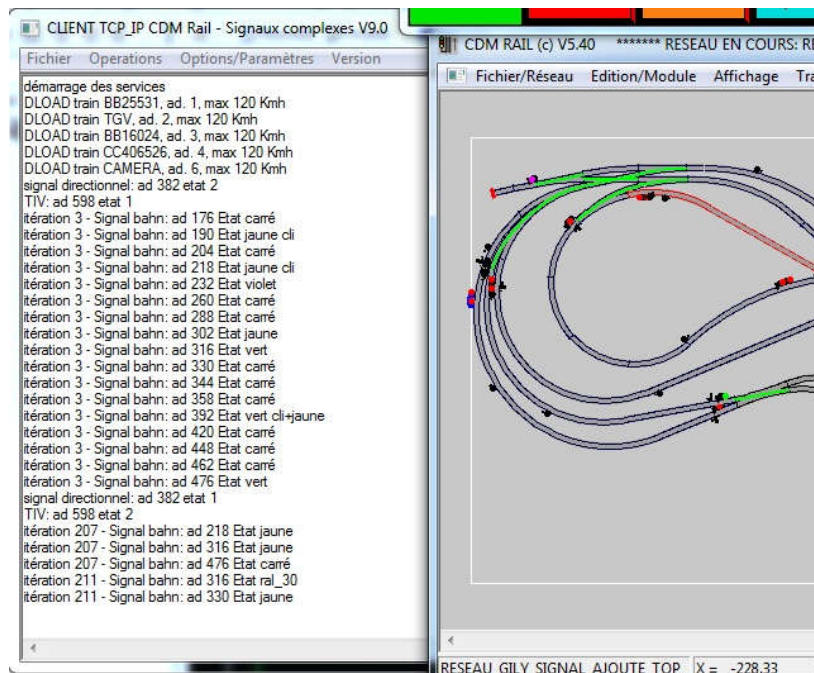 CLIENT TCP_IP CDM Rail - Signaux complexes V9.0
Fichier Operations Options/Paramètres Version
démarrage des services
DLOAD train BB25531, ad. 1, max 120 Kmh
DLOAD train TGV, ad. 2, max 120 Kmh
DLOAD train BB16024, ad. 3, max 120 Kmh
DLOAD train CC406526, ad. 4, max 120 Kmh
DLOAD train CAMERA, ad. 6, max 120 Kmh
signal directionnel: ad 382 etat 2
TIV: ad 598 etat 1
itération 3 - Signal bahn: ad 176 Etat carré
itération 3 - Signal bahn: ad 190 Etat jaune cli
itération 3 - Signal bahn: ad 204 Etat carré
itération 3 - Signal bahn: ad 218 Etat jaune cli
itération 3 - Signal bahn: ad 232 Etat violet
itération 3 - Signal bahn: ad 260 Etat carré
itération 3 - Signal bahn: ad 288 Etat carré
itération 3 - Signal bahn: ad 302 Etat jaune
itération 3 - Signal bahn: ad 316 Etat vert
itération 3 - Signal bahn: ad 330 Etat carré
itération 3 - Signal bahn: ad 344 Etat carré
itération 3 - Signal bahn: ad 358 Etat carré
itération 3 - Signal bahn: ad 392 Etat vert cli+jaune
itération 3 - Signal bahn: ad 420 Etat carré
itération 3 - Signal bahn: ad 448 Etat carré
itération 3 - Signal bahn: ad 462 Etat carré
itération 3 - Signal bahn: ad 476 Etat vert
signal directionnel: ad 382 etat 1
TIV: ad 598 etat 2
itération 207 - Signal bahn: ad 218 Etat jaune
itération 207 - Signal bahn: ad 316 Etat jaune
itération 207 - Signal bahn: ad 476 Etat carré
itération 211 - Signal bahn: ad 316 Etat ral_30
itération 211 - Signal bahn: ad 330 Etat jaune
CDM RAIL (c) V5.40 ******* RESEAU EN COURS: RE
Fichier/Réseau Edition/Module Affichage Tra
RESEAU_GILY_SIGNAL_AJOUTE_TOP X = -228.33